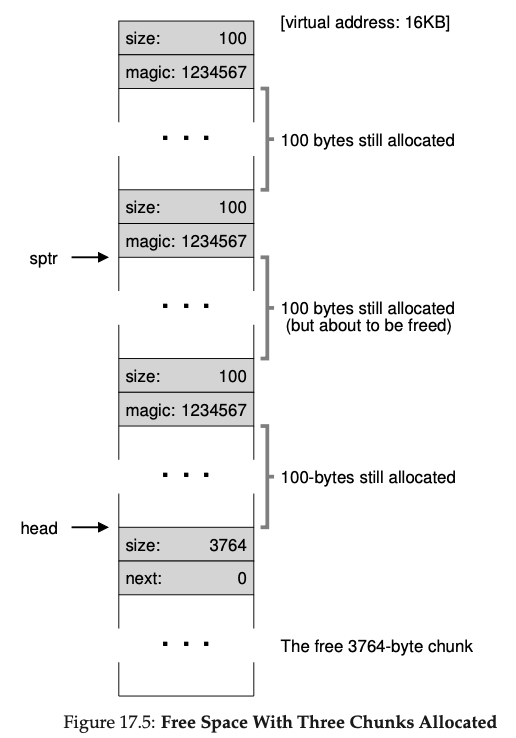 size: 100
[virtual address: 16KB]
magic: 1234567
. . .
100 bytes still allocated
size: 100
magic: 1234567
sptr
. . .
100 bytes still allocated
(but about to be freed)
size: 100
magic: 1234567
. . .
100-bytes still allocated
head
size: 3764
next: 0
. . .
The free 3764-byte chunk
Figure 17.5: Free Space With Three Chunks Allocated